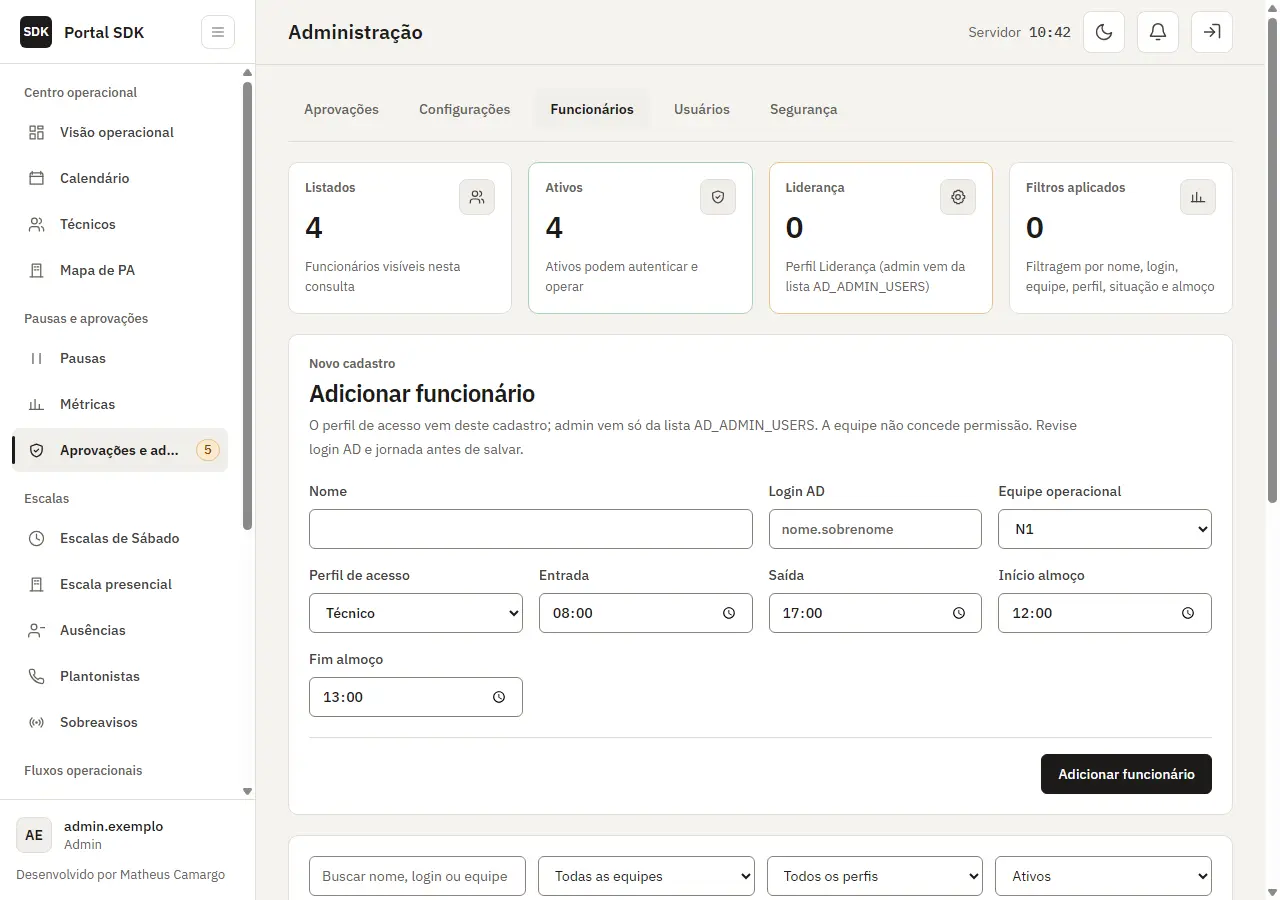 SDK Portal SDK
Centro operacional
Visão operacional
Calendário
Técnicos
Mapa de PA
Pausas e aprovações
Pausas
Métricas
Aprovações e ad... 5
Escalas
Escalas de Sábado
Escala presencial
Ausências
Plantonistas
Sobreavisos
Fluxos operacionais
AE admin.exemplo
Admin
Desenvolvido por Matheus Camargo
Administração
Servidor 10:42
Aprovações Configurações Funcionários Usuários Segurança
Listados
4
Funcionários visíveis nesta
consulta
Ativos
4
Ativos podem autenticar e
operar
Liderança
0
Perfil Liderança (admin vem da
lista AD_ADMIN_USERS)
Filtros aplicados
0
Filtragem por nome, login,
equipe, perfil, situação e almoço
Novo cadastro
Adicionar funcionário
O perfil de acesso vem deste cadastro; admin vem só da lista AD_ADMIN_USERS. A equipe não concede permissão. Revise
login AD e jornada antes de salvar.
Nome Login AD Equipe operacional
nome.sobrenome N1
Perfil de acesso Entrada Saída Início almoço
Técnico 08:00 17:00 12:00
Fim almoço
13:00
Adicionar funcionário
Buscar nome, login ou equipe Todas as equipes Todos os perfis Ativos